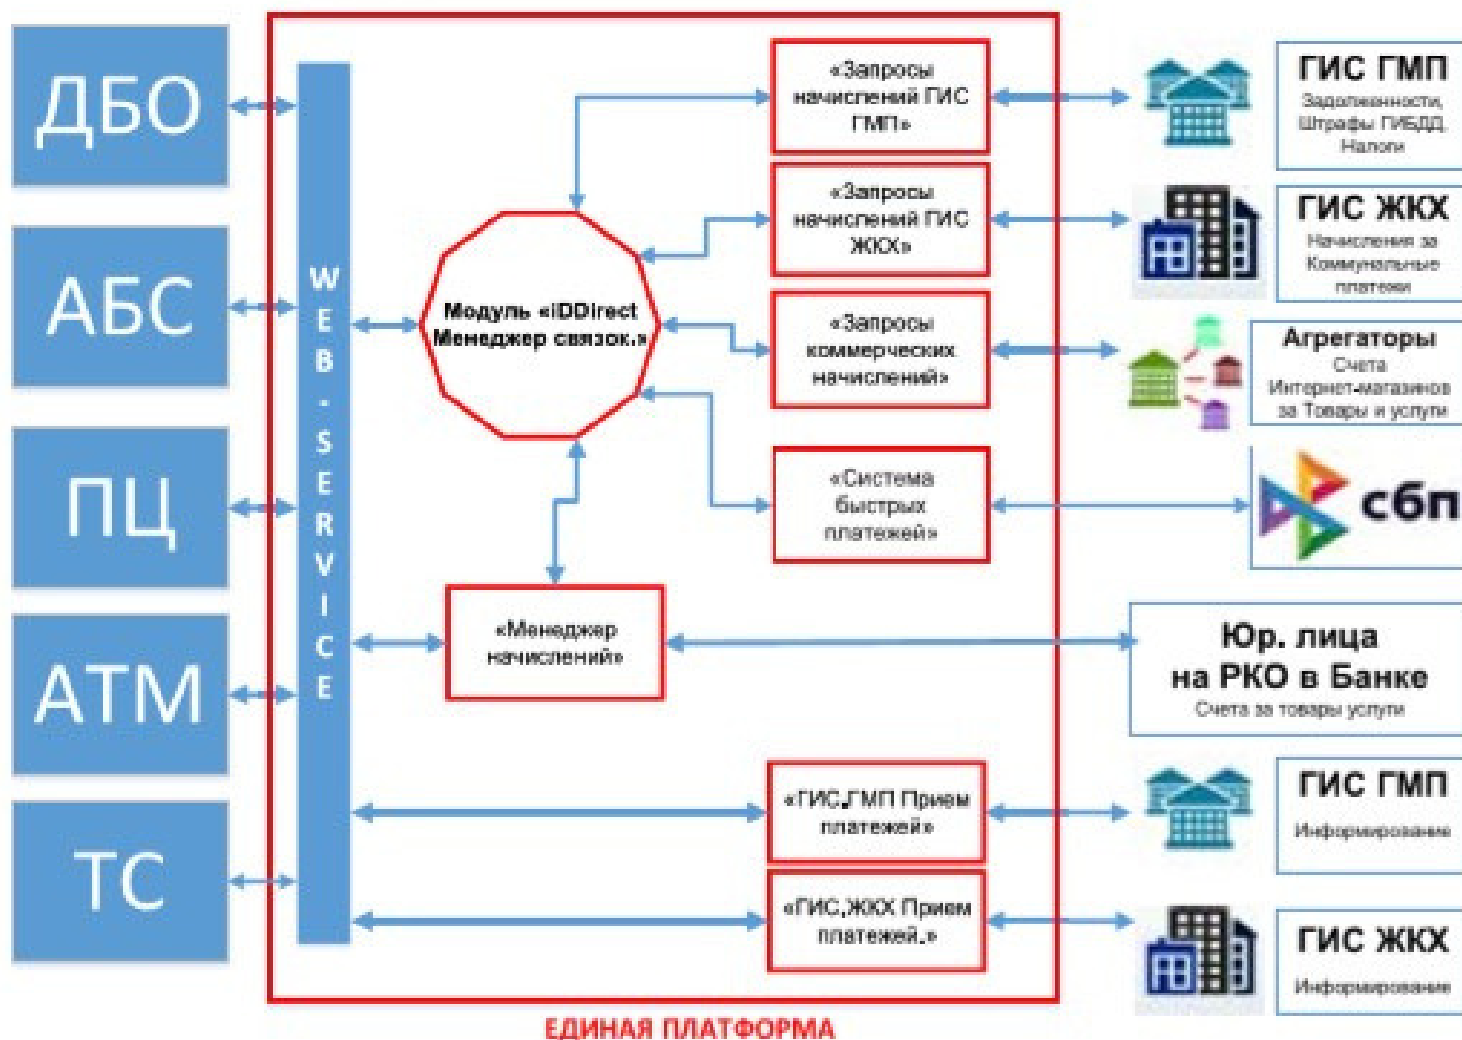 ДБО
АБС
ПЦ
АТМ
ТС
WEB-SERVICE
Модуль «iDDirect
Менеджер связок.»
«Менеджер
начислений»
«Запросы
начислений ГИС
ГМП»
«Запросы
начислений ГИС
ЖКХ»
«Запросы
коммерческих
начислений»
«Система
быстрых
платежей»
«ГИС.ГМП Прием
платежей»
«ГИС.ЖКХ Прием
платежей.»
ГИС ГМП
Задолженности,
Штрафы ГИБДД,
Налоги
ГИС ЖКХ
Начисления за
Коммунальные
платежи
Агрегаторы
Счета
Интернет-магазинов
за Товары и услуги
сбп
Юр. лица
на РКО в Банке
Счета за товары услуги
ГИС ГМП
Информирование
ГИС ЖКХ
Информирование
ЕДИНАЯ ПЛАТФОРМА